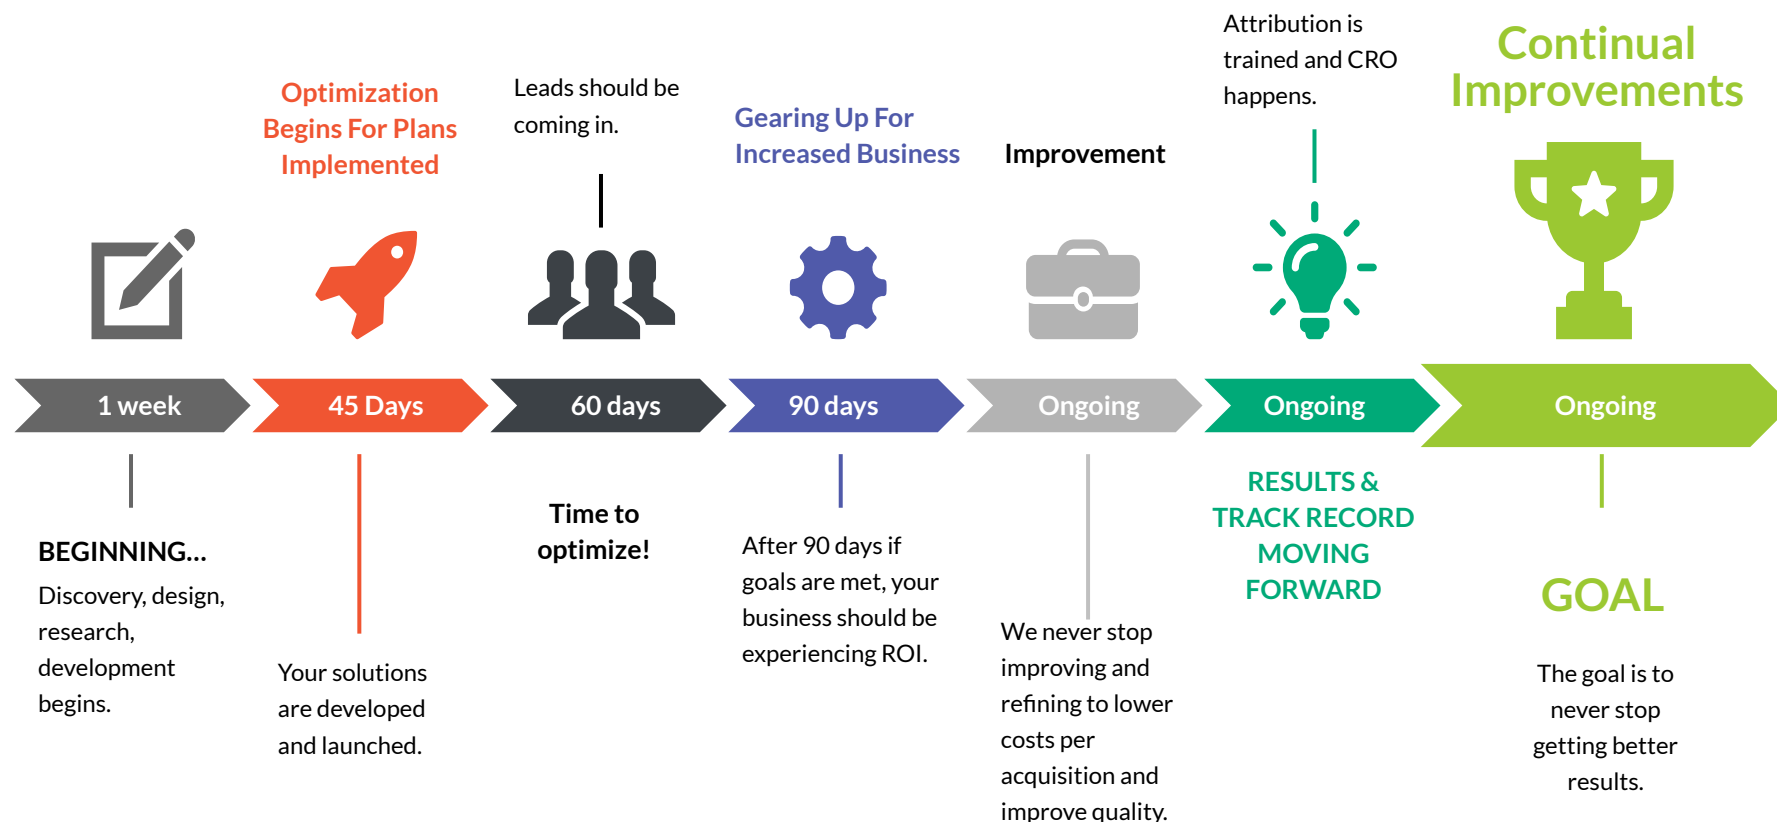 Optimization
Begins For Plans
Implemented
Leads should be
coming in.
Gearing Up For
Increased Business
Improvement
Attribution is
trained and CRO
happens.
Continual
Improvements
1 week
45 Days
60 days
90 days
Ongoing
Ongoing
Ongoing
BEGINNING...
Discovery, design,
research,
development
begins.
Your solutions
are developed
and launched.
Time to
optimize!
After 90 days if
goals are met, your
business should be
experiencing ROI.
We never stop
improving and
refining to lower
costs per
acquisition and
improve quality.
RESULTS &
TRACK RECORD
MOVING
FORWARD
GOAL
The goal is to
never stop
getting better
results.